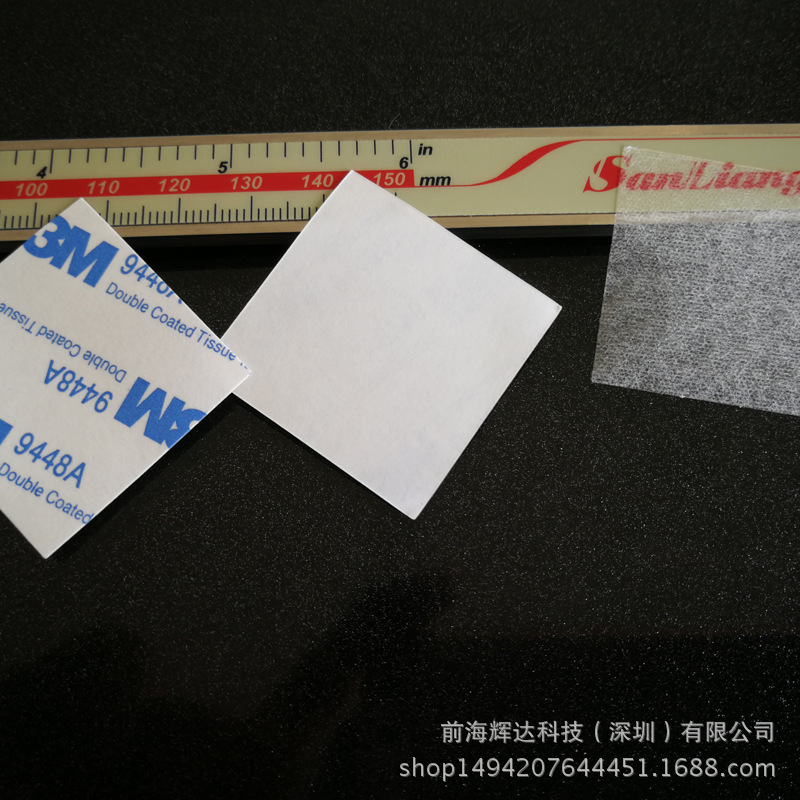 4 5 6 in
100 110 120 130 140 150 mm
SanLiang
3M 9448A
Double Coated Tissue
Double Coated Tissue
3M 9448A
9448A
Double Coated
前海辉达科技（深圳）有限公司
shop1494207644451.1688.com